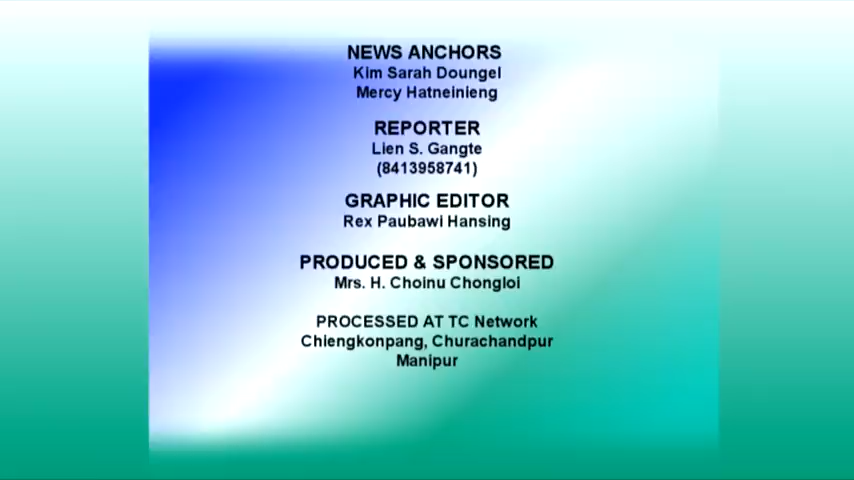 NEWS ANCHORS
Kim Sarah Doungel
Mercy Hatneinieng
REPORTER
Lien S. Gangte
(8413958741)
GRAPHIC EDITOR
Rex Paubawi Hansing
PRODUCED & SPONSORED
Mrs. H. Choinu Chongloi
PROCESSED AT TC Network
Chiengkonpang, Churachandpur
Manipur